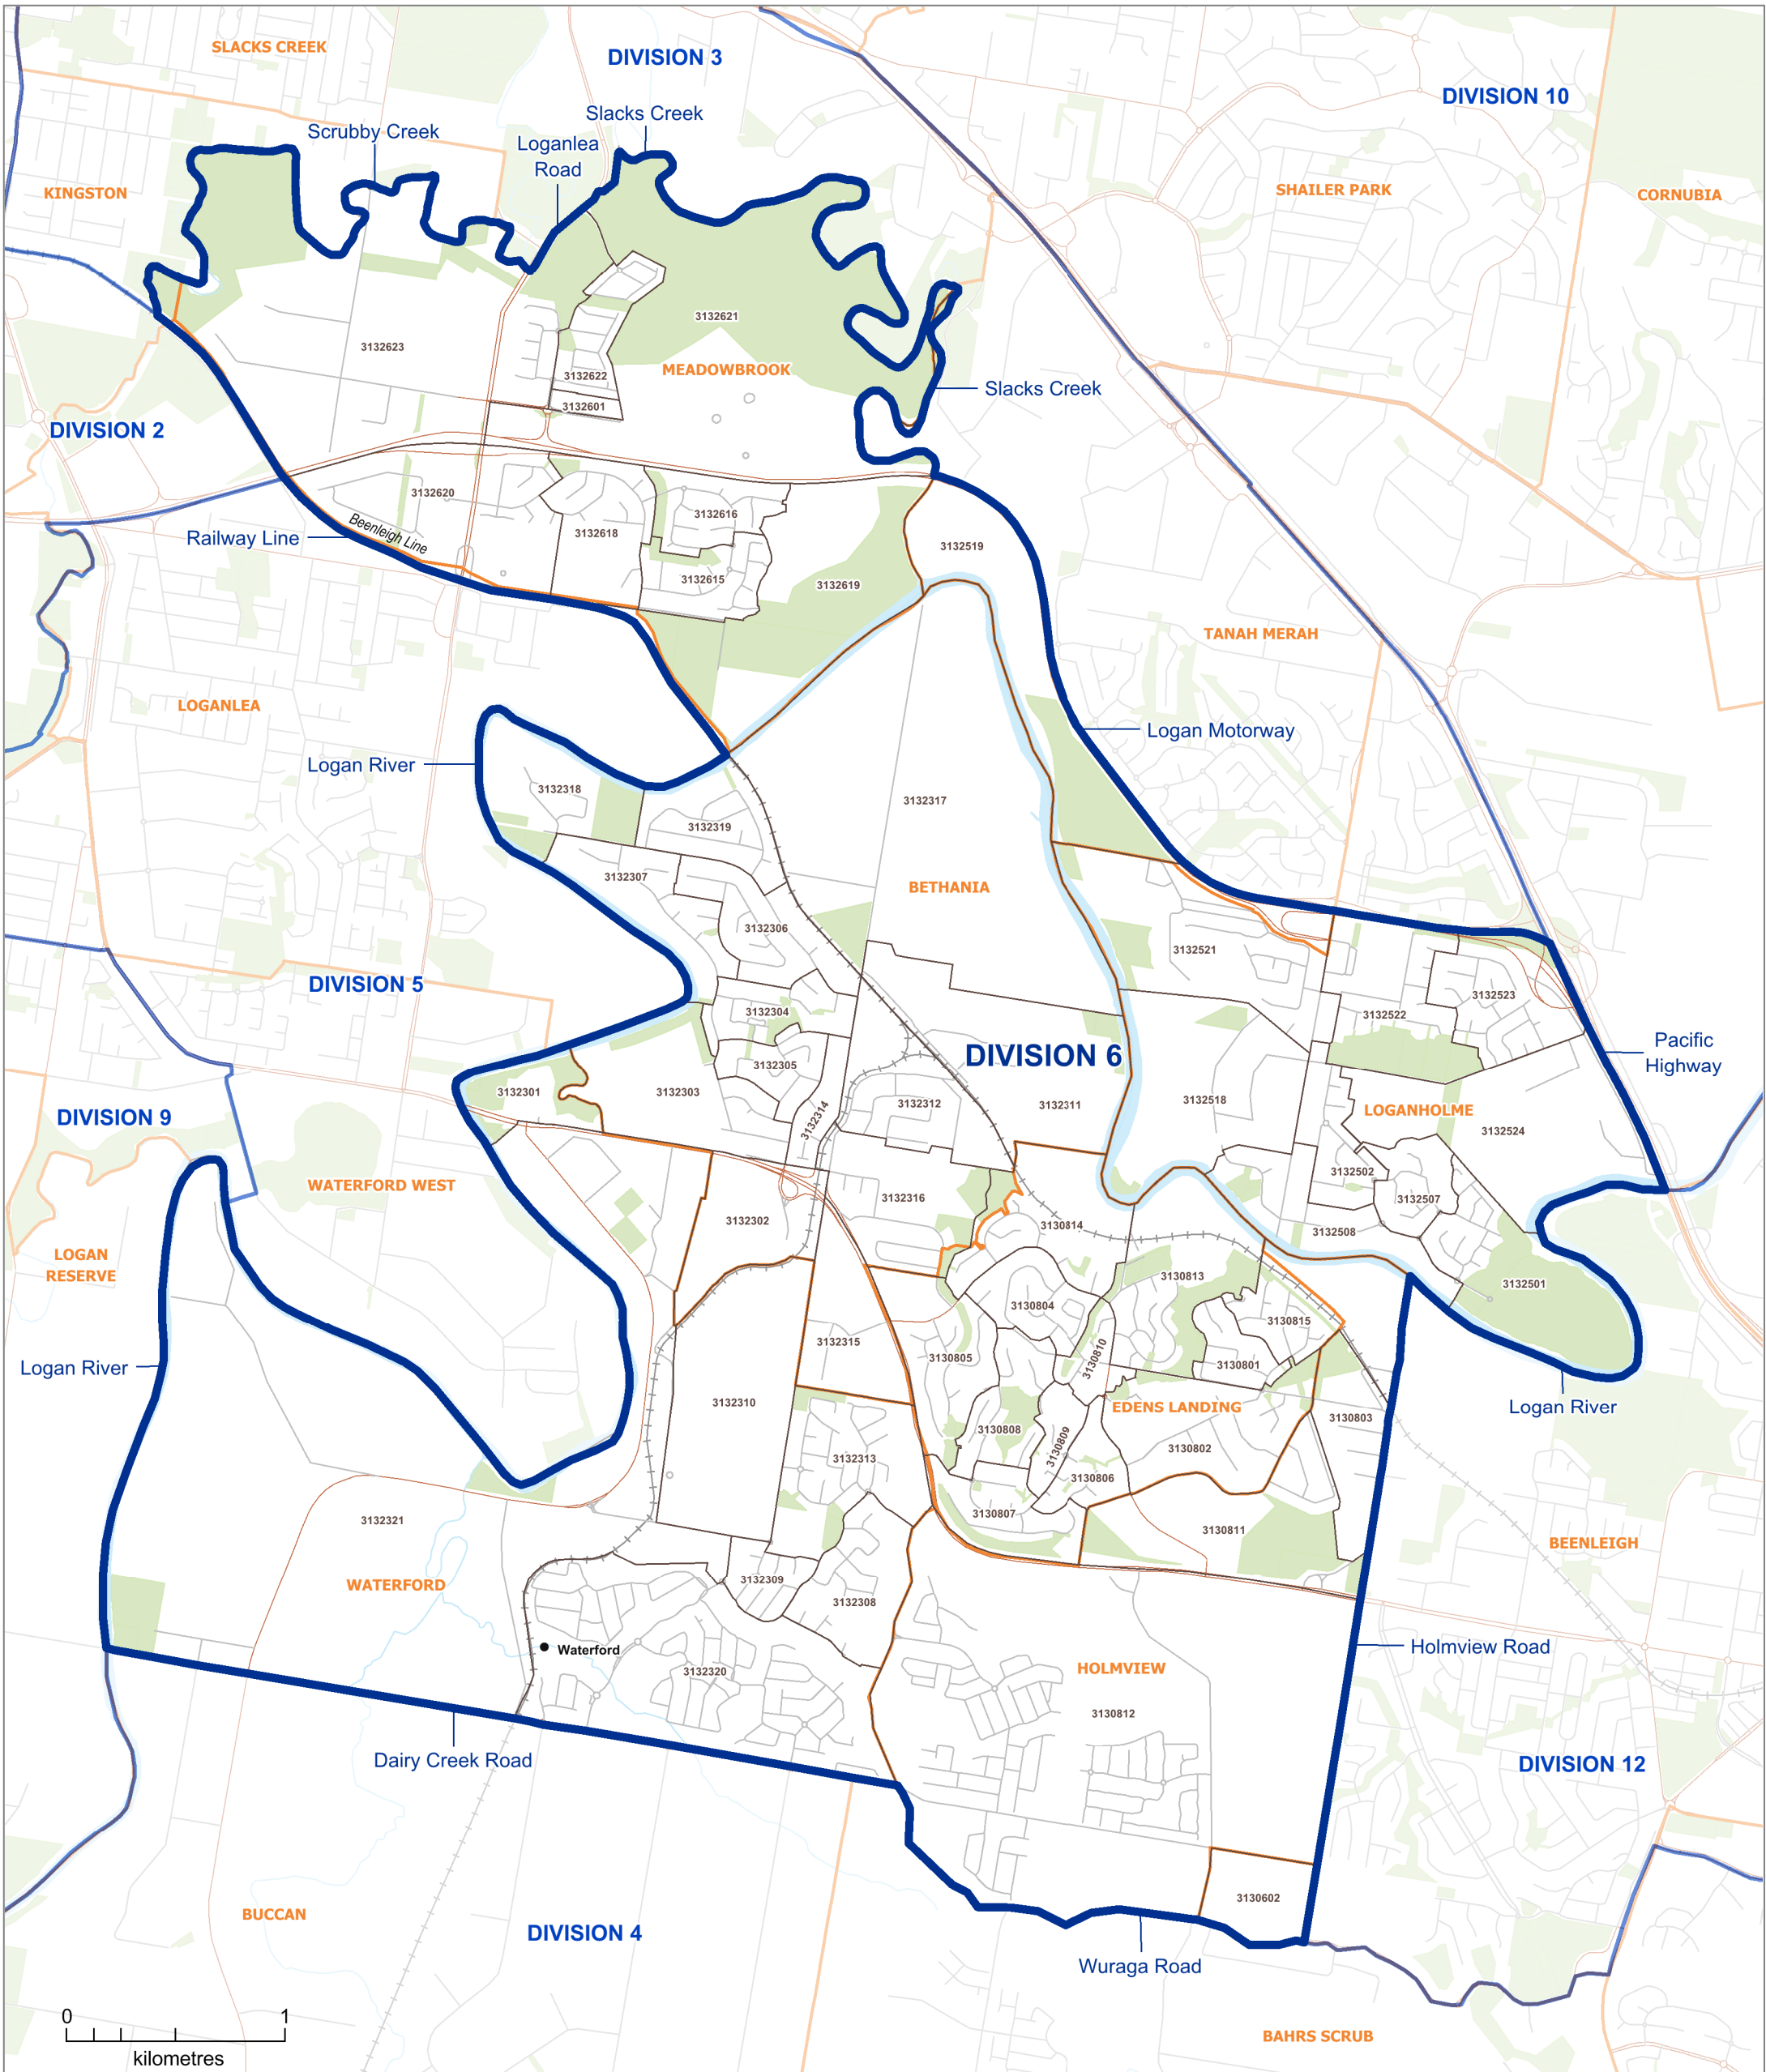 SLACKS CREEK
DIVISION 3
DIVISION 10
Slacks Creek
Scrubby Creek
Loganlea
Road
KINGSTON
SHAILER PARK
CORNUBIA
3132621
3132623
MEADOWBROOK
3132622
Slacks Creek
3132601
DIVISION 2
3132620
3132616
Beenleigh Line
3132618
Railway Line
3132519
3132615
3132619
TANAH MERAH
LOGANLEA
Logan Motorway
Logan River
3132318
3132317
3132319
3132307
BETHANIA
3132306
3132521
DIVISION 5
3132523
3132304
3132522
DIVISION 6
Pacific
Highway
3132305
3132301
3132303
3132518
3132312
3132311
LOGANHOLME
DIVISION 9
3132314
3132524
3132502
WATERFORD WEST
3132316
3132507
3132302
3130814
3132508
LOGAN
RESERVE
3130813
3132501
3130804
3130815
3132315
3130805
3130810
3130801
Logan River
3132310
EDENS LANDING
Logan River
3130803
3130808
3130809
3130802
3132313
3130806
3130807
3132321
3130811
BEENLEIGH
3132309
WATERFORD
3132308
Waterford
Holmview Road
3132320
HOLMVIEW
3130812
Dairy Creek Road
DIVISION 12
3130602
BUCCAN
DIVISION 4
Wuraga Road
0 1
kilometres
BAHRS SCRUB